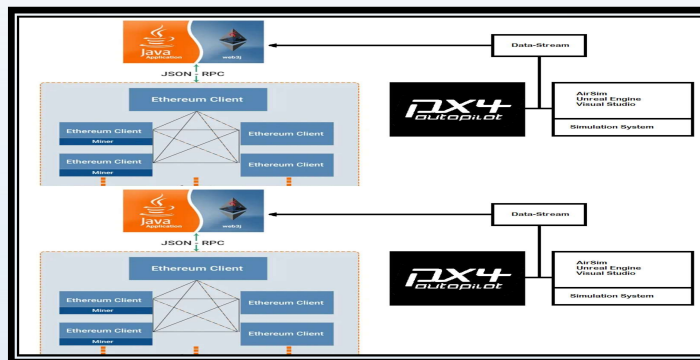 Java
Application
web3j
Data-Stream
JSON - RPC
Ethereum Client
Ethereum Client
Miner
Ethereum Client
Ethereum Client
Miner
Ethereum Client
PX4
autopilot
AirSim
Unreal Engine
Visual Studio
Simulation System
Java
Application
web3j
Data-Stream
JSON - RPC
Ethereum Client
Ethereum Client
Miner
Ethereum Client
Ethereum Client
Miner
Ethereum Client
PX4
autopilot
AirSim
Unreal Engine
Visual Studio
Simulation System